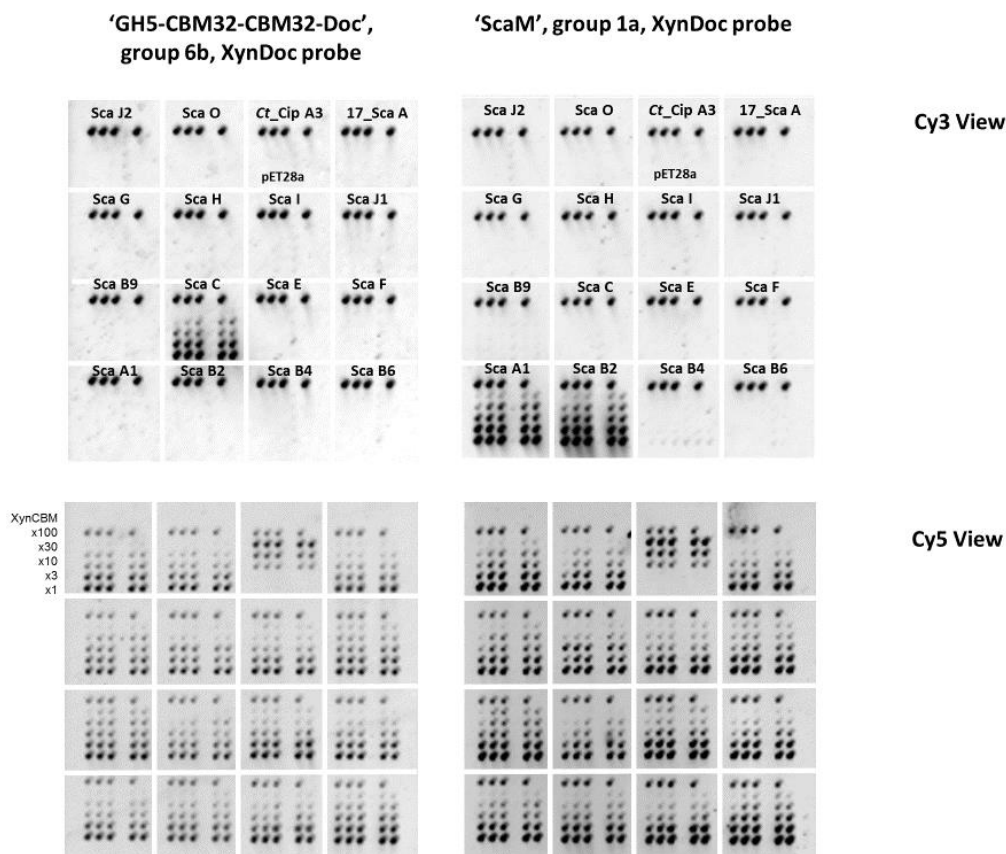 ‘GH5-CBM32-CBM32-Doc’,
group 6b, XynDoc probe
‘ScaM’, group 1a, XynDoc probe
Cy3 View
Sca J2 Sca O Ct_Cip A3 17_Sca A
pET28a
Sca G Sca H Sca I Sca J1
Sca B9 Sca C Sca E Sca F
Sca A1 Sca B2 Sca B4 Sca B6
Sca J2 Sca O Ct_Cip A3 17_Sca A
pET28a
Sca G Sca H Sca I Sca J1
Sca B9 Sca C Sca E Sca F
Sca A1 Sca B2 Sca B4 Sca B6
XynCBM
x100
x30
x10
x3
x1
Cy5 View